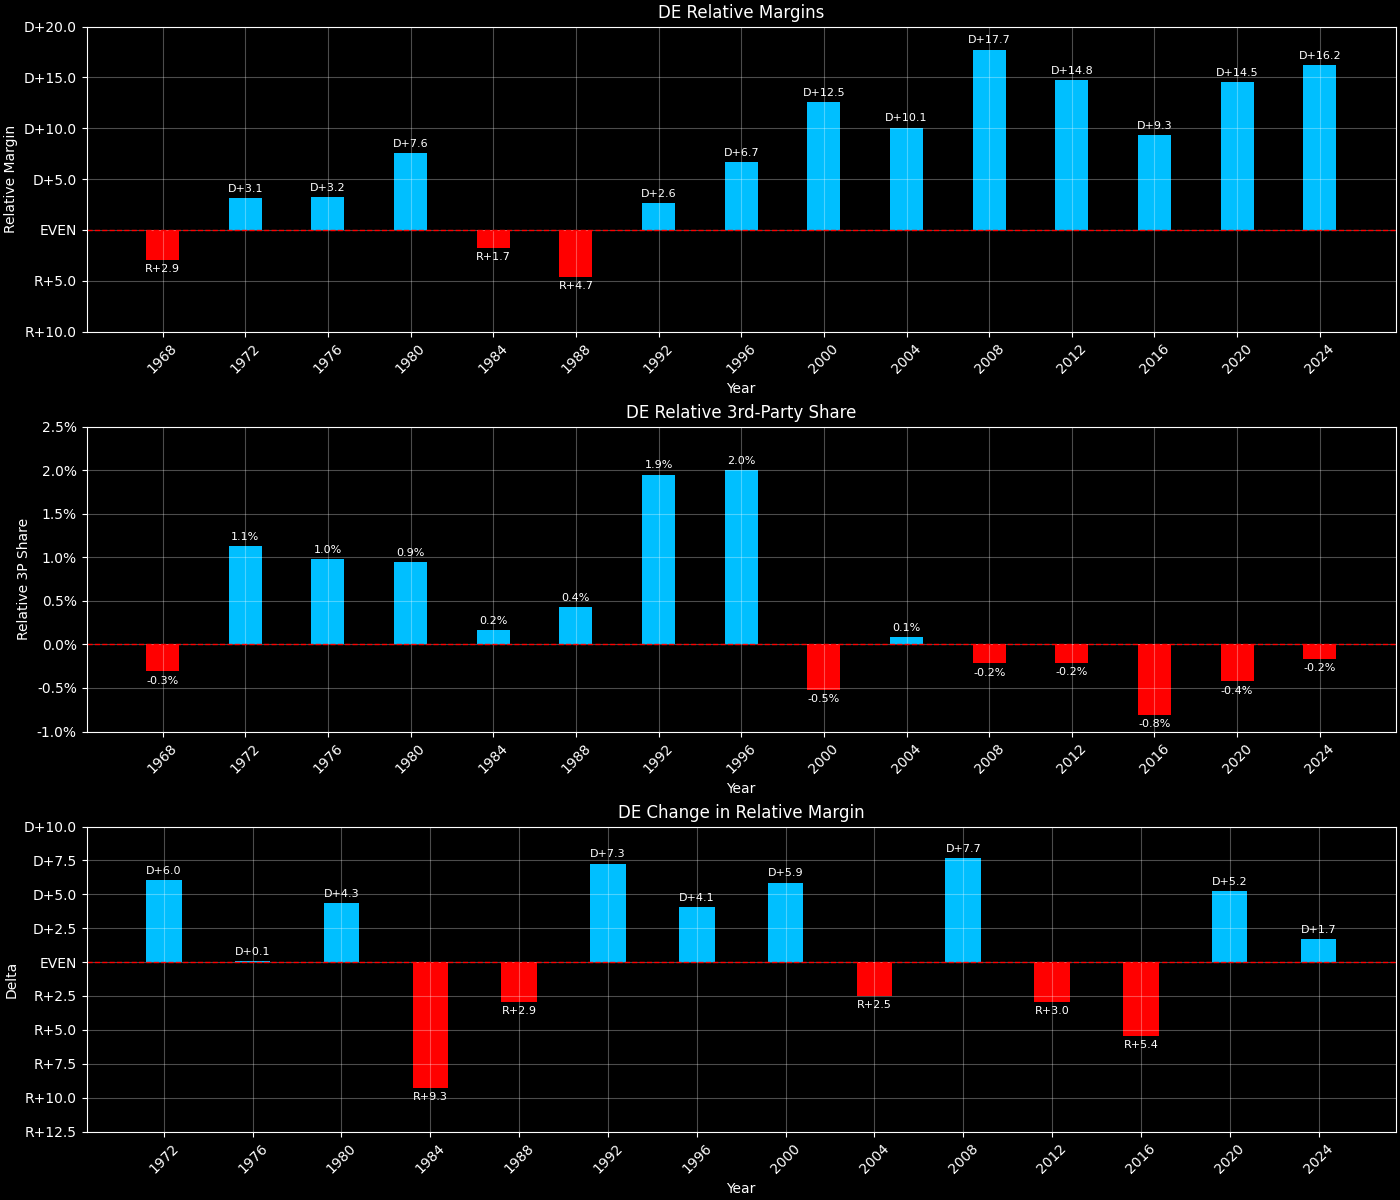 DE Relative Margins
Relative Margin
D+20.0
D+15.0
D+10.0
D+5.0
EVEN
R+5.0
R+10.0
R+2.9
D+3.1
D+3.2
D+7.6
R+1.7
R+4.7
D+2.6
D+6.7
D+12.5
D+10.1
D+17.7
D+14.8
D+9.3
D+14.5
D+16.2
1968
1972
1976
1980
1984
1988
1992
1996
2000
2004
2008
2012
2016
2020
2024
Year
DE Relative 3rd-Party Share
Relative 3P Share
2.5%
2.0%
1.5%
1.0%
0.5%
0.0%
-0.5%
-1.0%
-0.3%
1.1%
1.0%
0.9%
0.2%
0.4%
1.9%
2.0%
-0.5%
0.1%
-0.2%
-0.2%
-0.8%
-0.4%
-0.2%
1968
1972
1976
1980
1984
1988
1992
1996
2000
2004
2008
2012
2016
2020
2024
Year
DE Change in Relative Margin
Delta
D+10.0
D+7.5
D+5.0
D+2.5
EVEN
R+2.5
R+5.0
R+7.5
R+10.0
R+12.5
D+6.0
D+0.1
D+4.3
R+9.3
R+2.9
D+7.3
D+4.1
D+5.9
R+2.5
D+7.7
R+3.0
R+5.4
D+5.2
D+1.7
1972
1976
1980
1984
1988
1992
1996
2000
2004
2008
2012
2016
2020
2024
Year